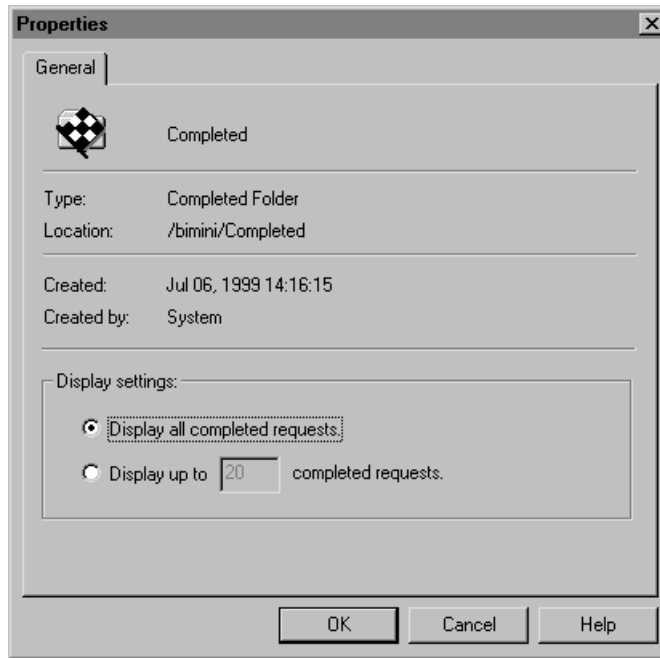 Properties
General
Completed
Type: Completed Folder
Location: /bimini/Completed
Created: Jul 06, 1999 14:16:15
Created by: System
Display settings:
Display all completed requests.
Display up to 20 completed requests.
OK Cancel Help